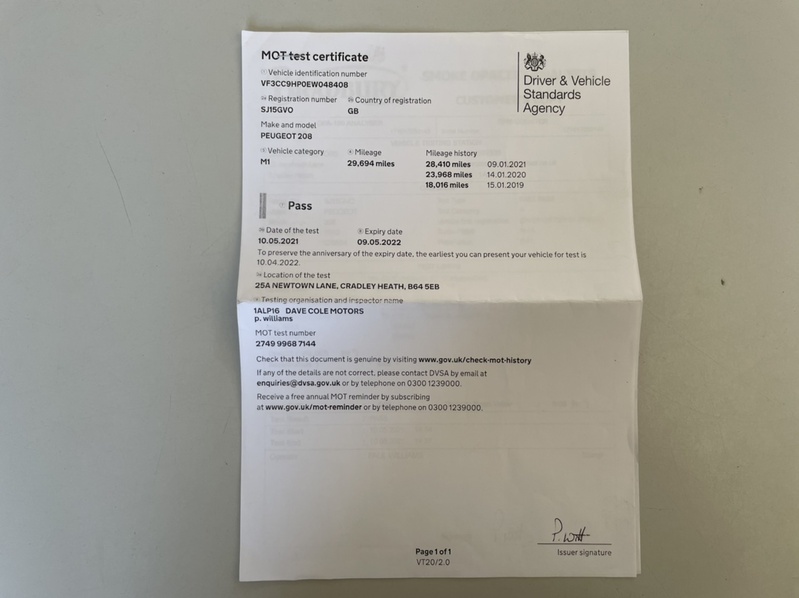 MOT test certificate
Vehicle identification number
VF3CC9HP0EW048408
Registration number
Country of registration
SJ15GVO
GB
Make and model
PEUGEOT 208
Vehicle category
Mileage
Mileage history
M1
29,694 miles
28,410 miles 09.01.2021
23,968 miles 14.01.2020
18,016 miles 15.01.2019
Driver & Vehicle
Standards
Agency
Pass
Date of the test
Expiry date
10.05.2021
09.05.2022
To preserve the anniversary of the expiry date, the earliest you can present your vehicle for test is
10.04.2022.
Location of the test
25A NEWTOWN LANE, CRADLEY HEATH, B64 5EB
Testing organisation and inspector name
1ALP16 DAVE COLE MOTORS
p. williams
MOT test number
2749 9968 7144
Check that this document is genuine by visiting www.gov.uk/check-mot-history
If any of the details are not correct, please contact DVSA by email at
enquiries@dvsa.gov.uk or by telephone on 0300 1239000.
Receive a free annual MOT reminder by subscribing
at www.gov.uk/mot-reminder or by telephone on 0300 1239000.
Issuer signature
Page 1 of 1
VT20/2.0